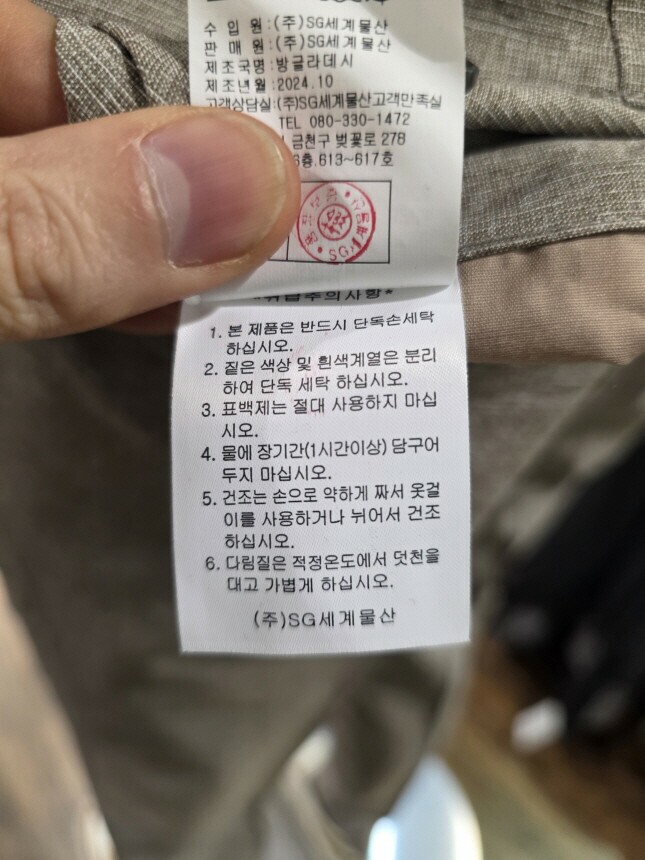 수 입 원:(주)SG세계물산
판 매 원:(주)SG세계물산
제조국명:방글라데시
제조년월:2024.10
고객상담실:(주)SG세계물산고객만족실
TEL 080-330-1472
금천구 벚꽃로 278
6층.613~617호
SG
*취급주의사항*
1. 본 제품은 반드시 단독손세탁
하십시오.
2. 짙은 색상 및 흰색계열은 분리
하여 단독 세탁 하십시오.
3. 표백제는 절대 사용하지 마십
시오.
4. 물에 장기간(1시간이상) 담구어
두지 마십시오.
5. 건조는 손으로 약하게 짜서 옷걸
이를 사용하거나 뉘어서 건조
하십시오.
6. 다림질은 적정온도에서 덧천을
대고 가볍게 하십시오.
(주)SG세계물산